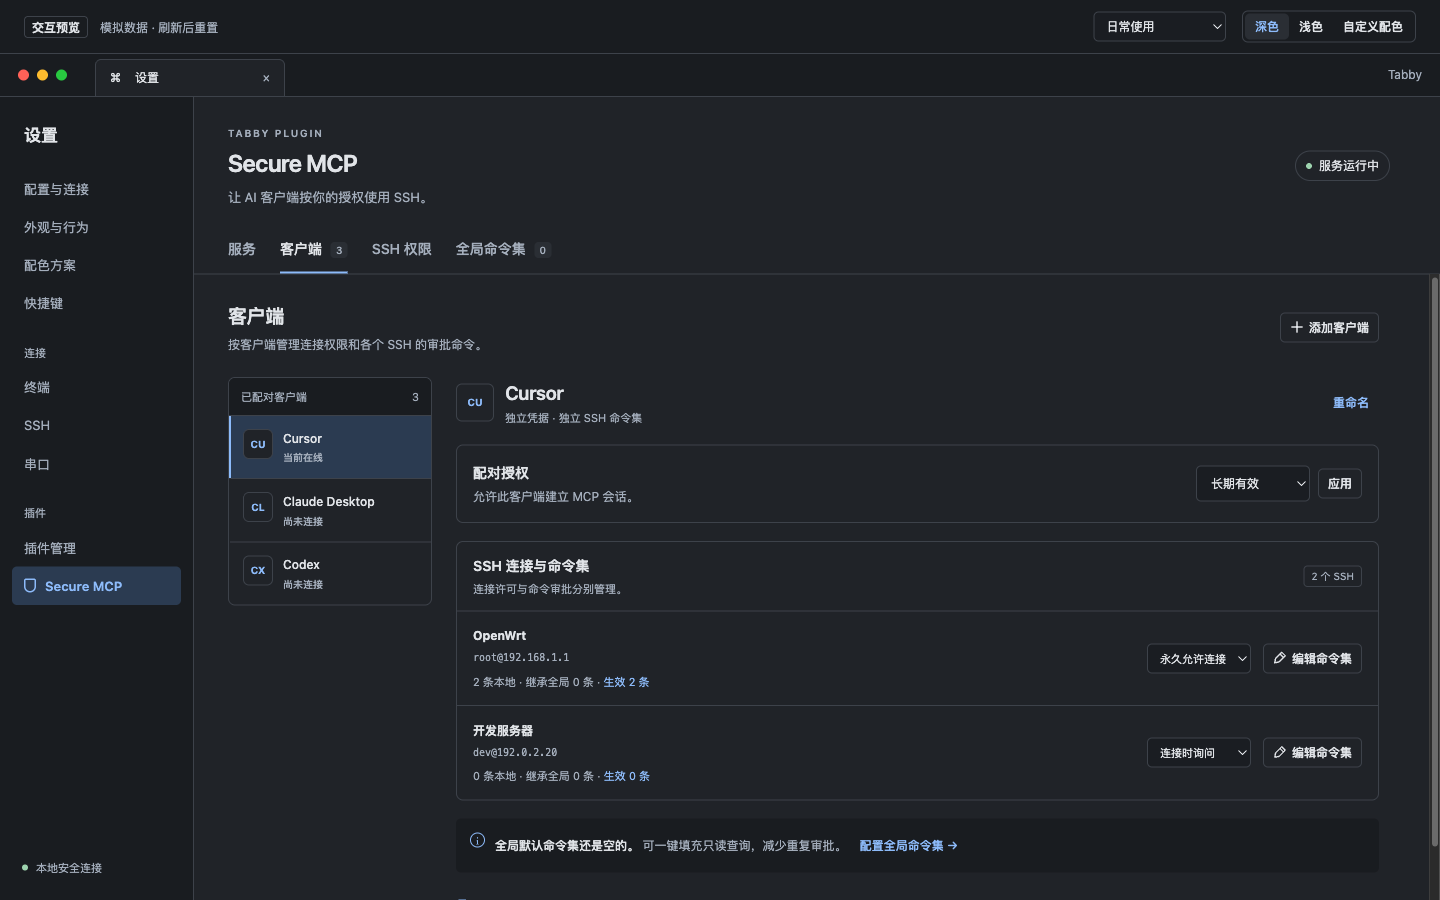 交互预览 模拟数据 · 刷新后重置 日常使用 深色 浅色 自定义配色
⌘ 设置 × Tabby
设置
配置与连接
外观与行为
配色方案
快捷键
连接
终端
SSH
串口
插件
插件管理
Secure MCP
本地安全连接
TABBY PLUGIN
Secure MCP
让 AI 客户端按你的授权使用 SSH。
服务运行中
服务 客户端 3 SSH 权限 全局命令集 0
客户端
按客户端管理连接权限和各个 SSH 的审批命令。
添加客户端
已配对客户端 3
CU Cursor
当前在线
CL Claude Desktop
尚未连接
CX Codex
尚未连接
CU Cursor
独立凭据 · 独立 SSH 命令集
重命名
配对授权
允许此客户端建立 MCP 会话。
长期有效 应用
SSH 连接与命令集
连接许可与命令审批分别管理。
2 个 SSH
OpenWrt
root@192.168.1.1
2 条本地 · 继承全局 0 条 · 生效 2 条
永久允许连接 编辑命令集
开发服务器
dev@192.0.2.20
0 条本地 · 继承全局 0 条 · 生效 0 条
连接时询问 编辑命令集
全局默认命令集还是空的。 可一键填充只读查询，减少重复审批。 配置全局命令集 →